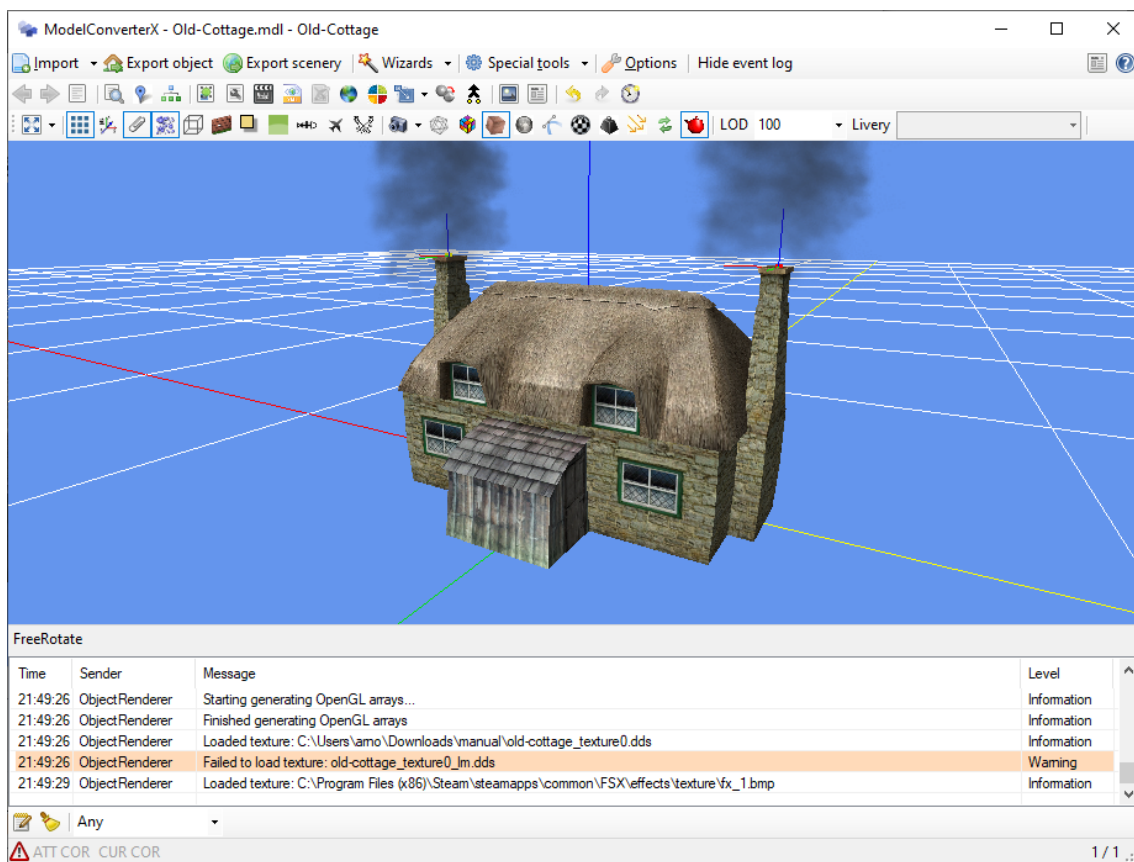 ModelConverterX - Old-Cottage.mdl - Old-Cottage
Import Export object Export scenery Wizards Special tools Options Hide event log
LOD 100 Livery
FreeRotate
Time Sender Message Level
21:49:26 ObjectRenderer Starting generating OpenGL arrays... Information
21:49:26 ObjectRenderer Finished generating OpenGL arrays Information
21:49:26 ObjectRenderer Loaded texture: C:\Users\arno\Downloads\manual\old-cottage_texture0.dds Information
21:49:26 ObjectRenderer Failed to load texture: old-cottage_texture0_lm.dds Warning
21:49:29 ObjectRenderer Loaded texture: C:\Program Files (x86)\Steam\steamapps\common\FSX\effects\texture\fx_1.bmp Information
Any
ATT COR CUR COR 1 / 1